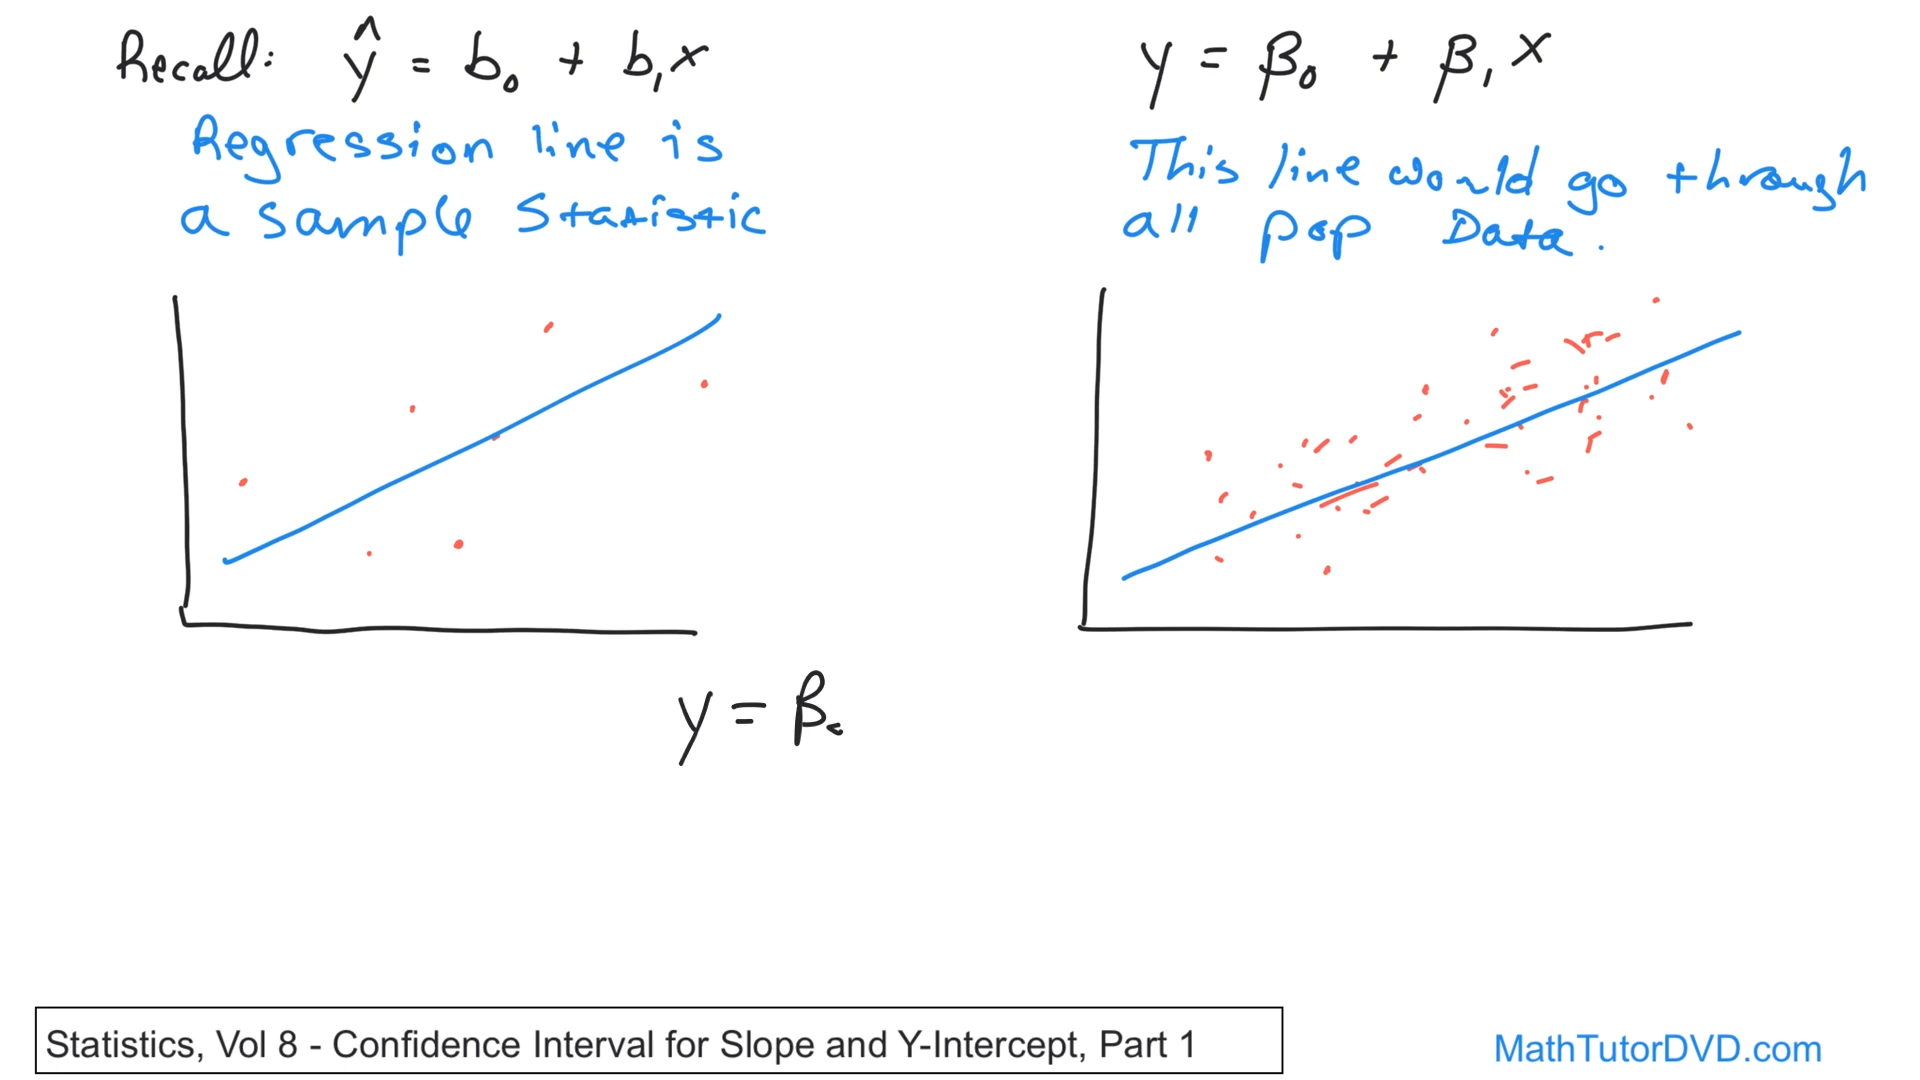 Recall: ŷ = b₀ + b₁x
Regression line is
a sample Statistic
y = β₀ + β₁x
This line would go through
all pop Data.
y = β₀
Statistics, Vol 8 - Confidence Interval for Slope and Y-Intercept, Part 1
MathTutorDVD.com